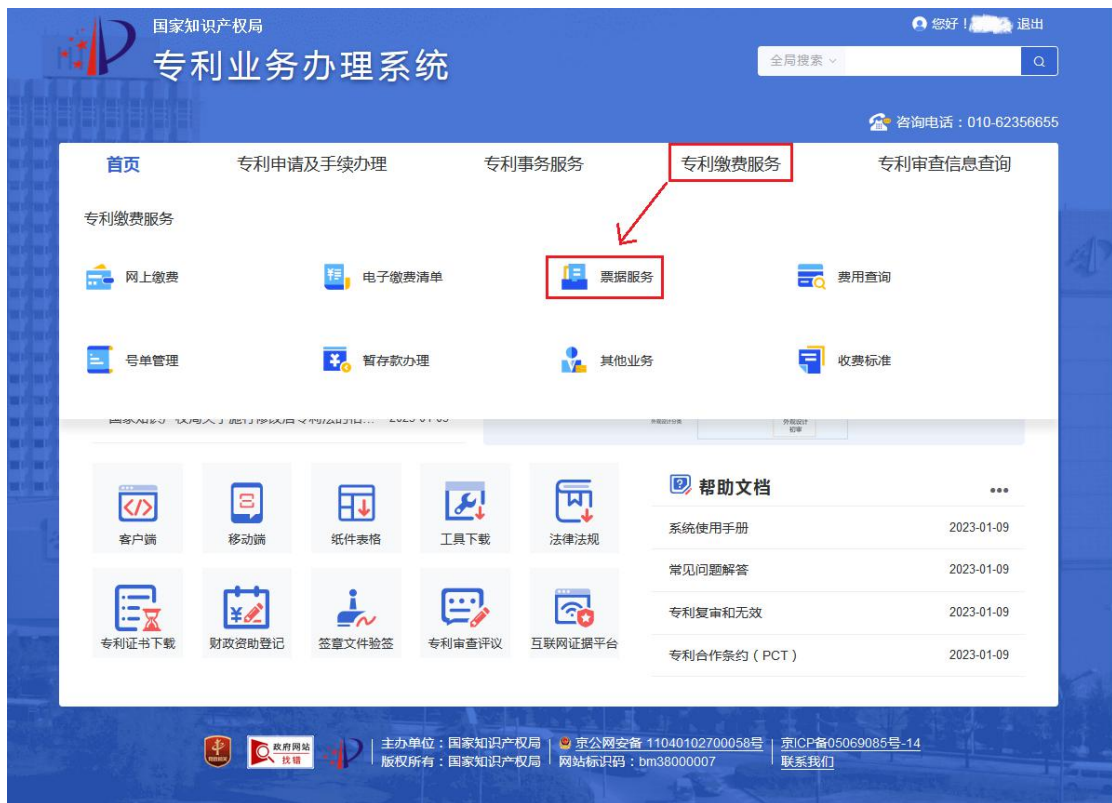 国家知识产权局
专利业务办理系统
您好！ 退出
全局搜索
咨询电话：010-62356655
首页 专利申请及手续办理 专利事务服务 专利缴费服务 专利审查信息查询
专利缴费服务
网上缴费 电子缴费清单 票据服务 费用查询
号单管理 暂存款办理 其他业务 收费标准
外观设计
初审
帮助文档
客户端 移动端 纸件表格 工具下载 法律法规
系统使用手册 2023-01-09
常见问题解答 2023-01-09
专利复审和无效 2023-01-09
专利证书下载 财政资助登记 签章文件验签 专利审查评议 互联网证据平台
专利合作条约（PCT） 2023-01-09
政府网站
找错
主办单位：国家知识产权局 京公网安备 11040102700058号 京ICP备05069085号-14
版权所有：国家知识产权局 网站标识码：bm38000007 联系我们